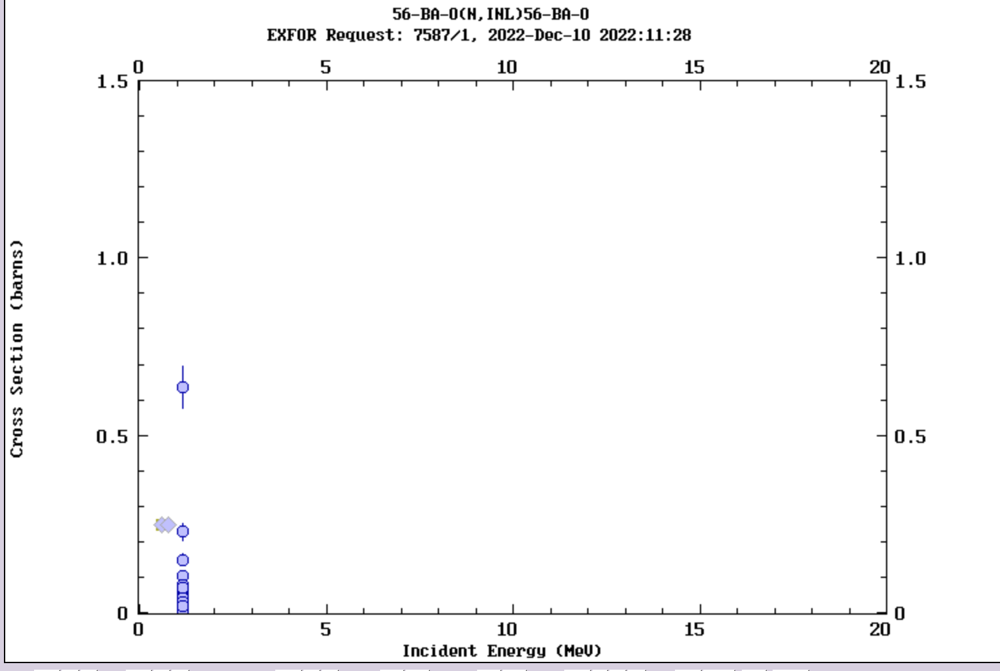 56-BA-0(N,INL)56-BA-0
EXFOR Request: 7587/1, 2022-Dec-10 2022:11:28
0 5 10 15 20
1.5 1.5
1.0 1.0
0.5 0.5
0 0
Cross Section (barns)
0 5 10 15 20
Incident Energy (MeV)